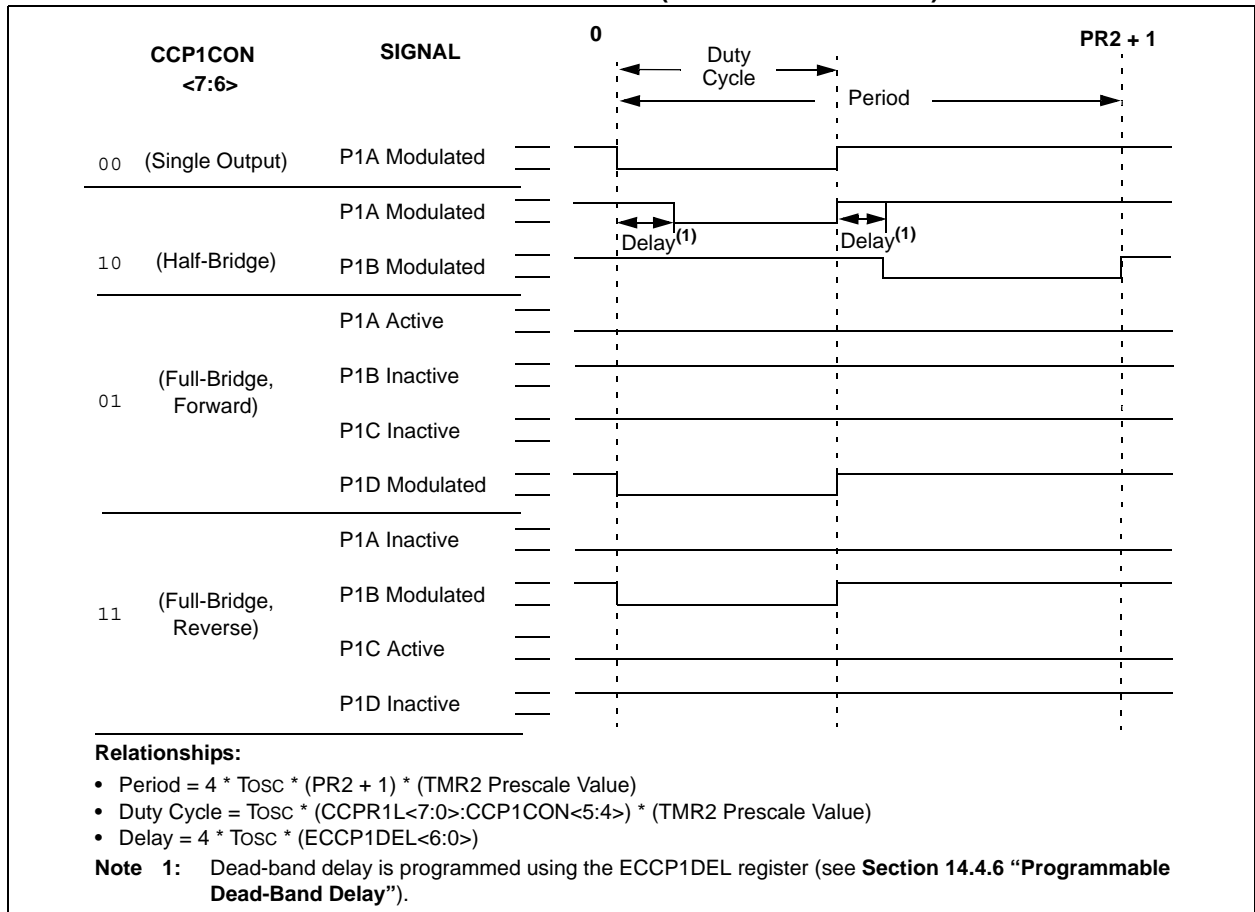 0
PR2 + 1
CCP1CON
<7:6>
SIGNAL
Duty
Cycle
Period
00 (Single Output) P1A Modulated
P1A Modulated
Delay(1)
Delay(1)
10 (Half-Bridge) P1B Modulated
P1A Active
(Full-Bridge,
Forward)
P1B Inactive
01
P1C Inactive
P1D Modulated
P1A Inactive
(Full-Bridge,
Reverse)
P1B Modulated
11
P1C Active
P1D Inactive
Relationships:
• Period = 4 * TOSC * (PR2 + 1) * (TMR2 Prescale Value)
• Duty Cycle = TOSC * (CCPR1L<7:0>:CCP1CON<5:4>) * (TMR2 Prescale Value)
• Delay = 4 * TOSC * (ECCP1DEL<6:0>)
Note 1: Dead-band delay is programmed using the ECCP1DEL register (see Section 14.4.6 “Programmable
Dead-Band Delay”).